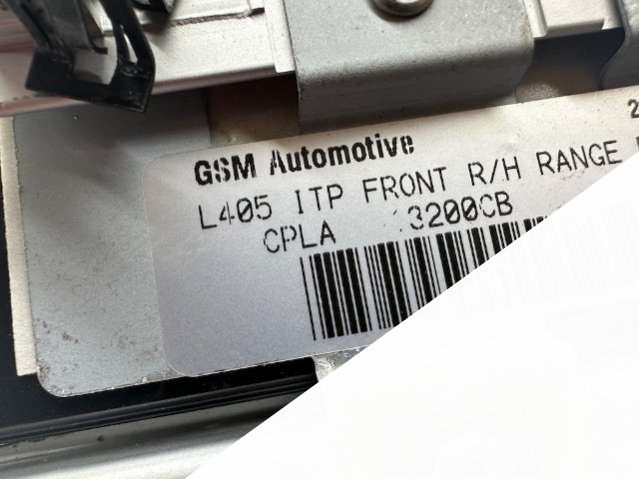 GSM Automotive
L405 ITP FRONT R/H RANGE
CPLA 3200CB